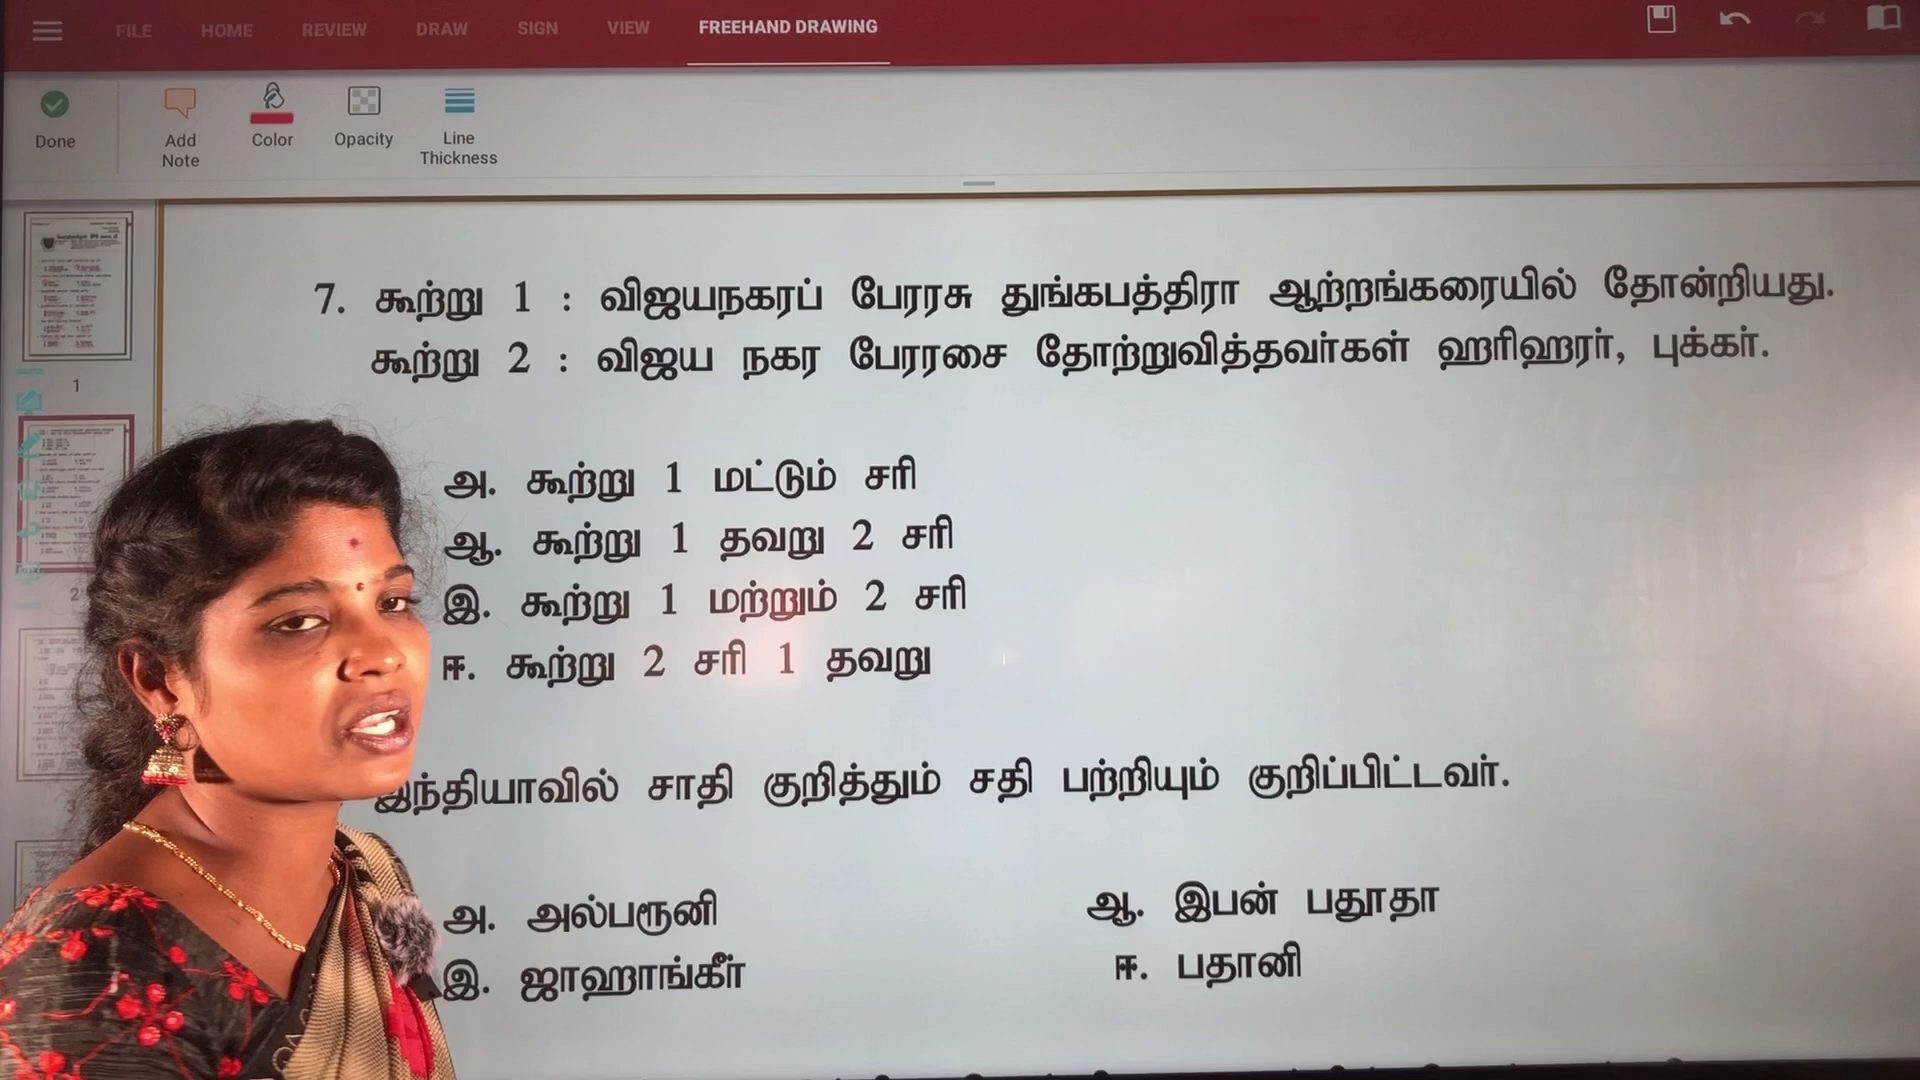 FILE HOME REVIEW DRAW SIGN VIEW FREEHAND DRAWING
Done
Add Note
Color
Opacity
Line Thickness
7. கூற்று 1 : விஜயநகரப் பேரரசு துங்கபத்திரா ஆற்றங்கரையில் தோன்றியது.
கூற்று 2 : விஜய நகர பேரரசை தோற்றுவித்தவர்கள் ஹரிஹரர், புக்கர்.
அ. கூற்று 1 மட்டும் சரி
ஆ. கூற்று 1 தவறு 2 சரி
இ. கூற்று 1 மற்றும் 2 சரி
ஈ. கூற்று 2 சரி 1 தவறு
இந்தியாவில் சாதி குறித்தும் சதி பற்றியும் குறிப்பிட்டவர்.
அ. அல்பரூனி ஆ. இபன் பதூதா
இ. ஜாஹாங்கீர் ஈ. பதானி
1
2